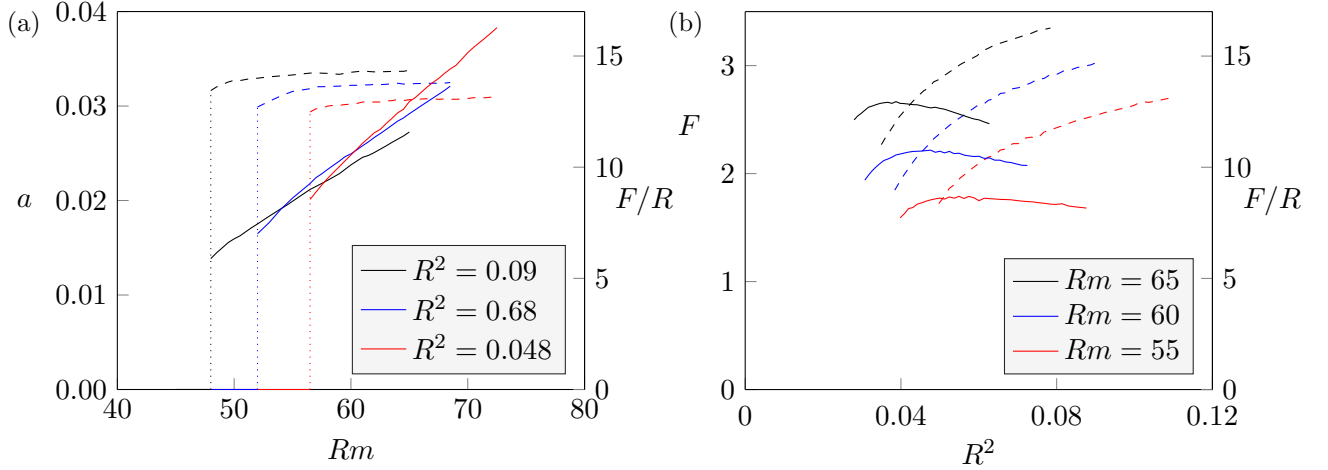 (a)
0.04
0.03
0.02
0.01
0.00
a
40
50
60
70
80
Rm
15
10
5
0
F/R
R² = 0.09
R² = 0.68
R² = 0.048
(b)
3
2
1
0
F
0
0.04
0.08
0.12
R²
15
10
5
0
F/R
Rm = 65
Rm = 60
Rm = 55